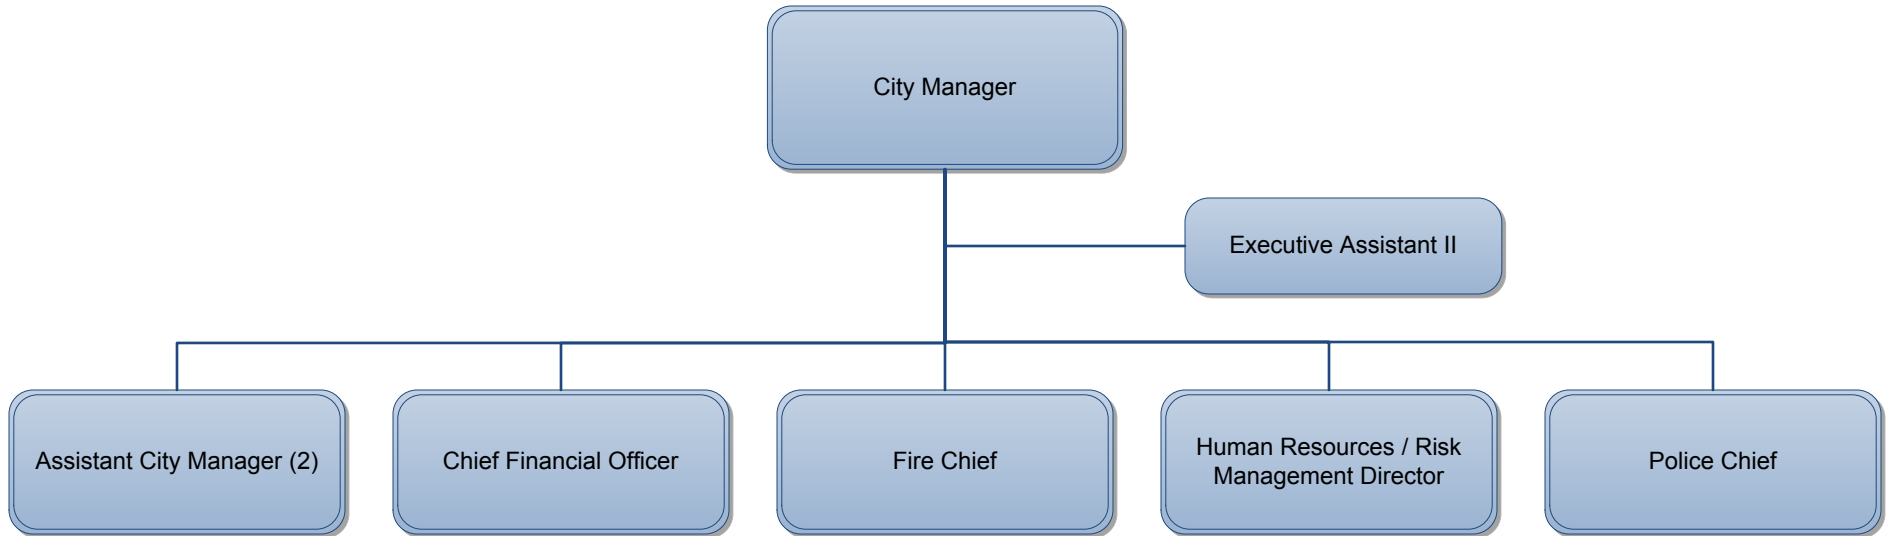 City Manager
Executive Assistant II
Assistant City Manager (2)
Chief Financial Officer
Fire Chief
Human Resources / Risk
Management Director
Police Chief